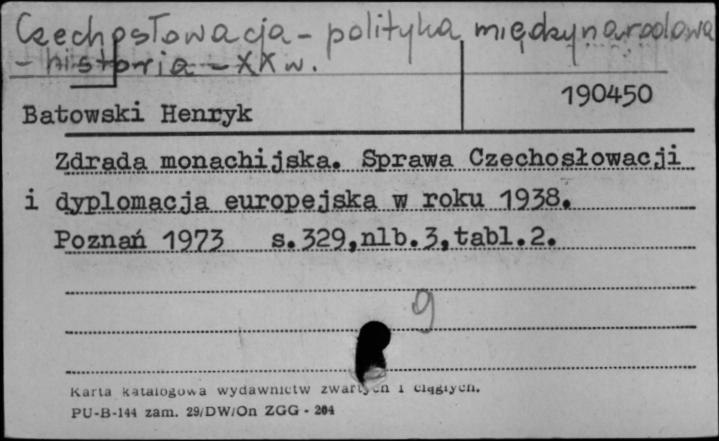 Czechosłowacja - polityka międzynarodowa
- historia - XX w.
190450
Batowski Henryk
Zdrada monachijska. Sprawa Czechosłowacji
i dyplomacja europejska w roku 1938.
Poznań 1973 s.329,nlb.3,tabl.2.
9
Karta katalogowa wydawnictw zwartych i ciągłych.
PU-B-144 zam. 29/DW/On ZGG - 204